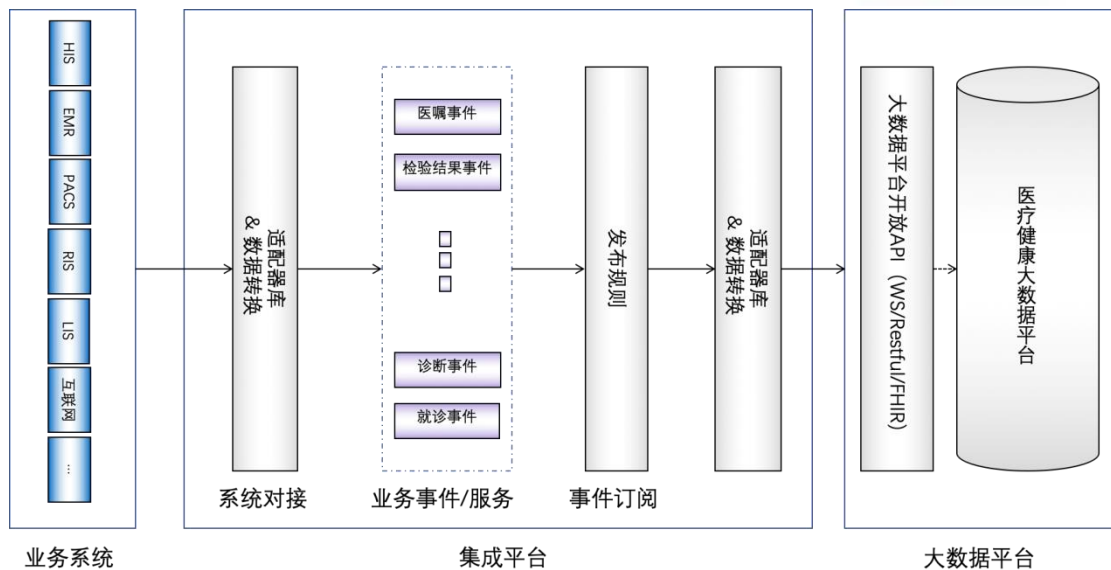 HIS
EMR
PACS
RIS
LIS
互联网
...
业务系统
适配器库
& 数据转换
系统对接
医嘱事件
检验结果事件
诊断事件
就诊事件
业务事件/服务
发布规则
事件订阅
适配器库
& 数据转换
集成平台
大数据平台开放API（WS/Restful/FHIR）
医疗健康大数据平台
大数据平台